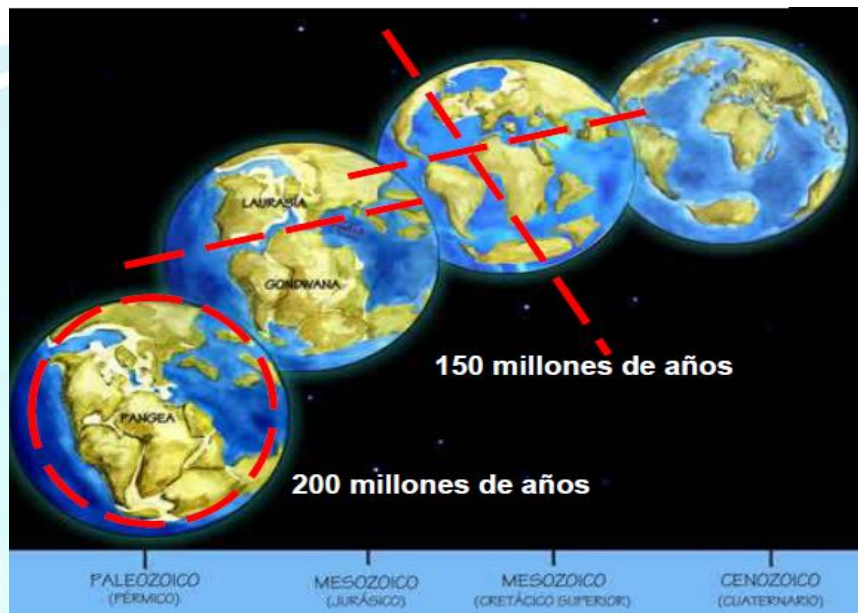 LAURASIA
GONDWANA
150 millones de años
PANGEA
200 millones de años
PALEOZOICO
(PÉRMICO)
MESOZOICO
(JURÁSICO)
MESOZOICO
(CRETÁCICO SUPERIOR)
CENOZOICO
(CUATERNARIO)